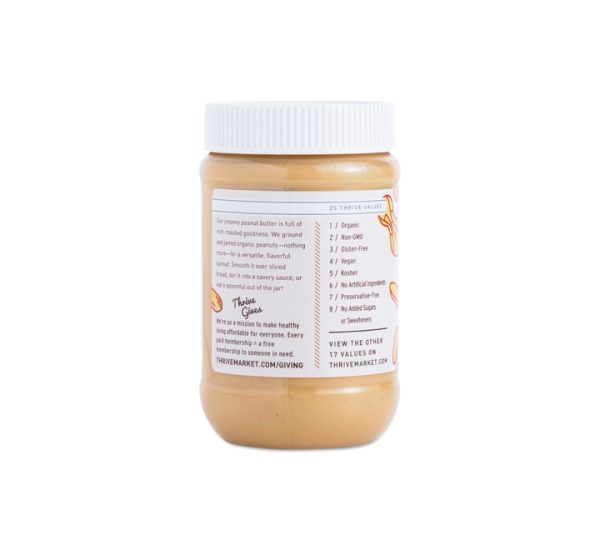 Our creamy peanut butter is full of
rich, roasted goodness. We ground
and jarred organic peanuts—nothing
more—for a versatile, flavorful
spread. Smooth it over sliced
bread, stir it into a savory sauce, or
eat a spoonful out of the jar!
Thrive
Gives
We're on a mission to make healthy
living affordable for everyone. Every
paid membership = a free
membership to someone in need.
THRIVEMARKET.COM/GIVING
25 THRIVE VALUES
1 / Organic
2 / Non-GMO
3 / Gluten-Free
4 / Vegan
5 / Kosher
6 / No Artificial Ingredients
7 / Preservative-Free
8 / No Added Sugars
or Sweeteners
VIEW THE OTHER
17 VALUES ON
THRIVEMARKET.COM